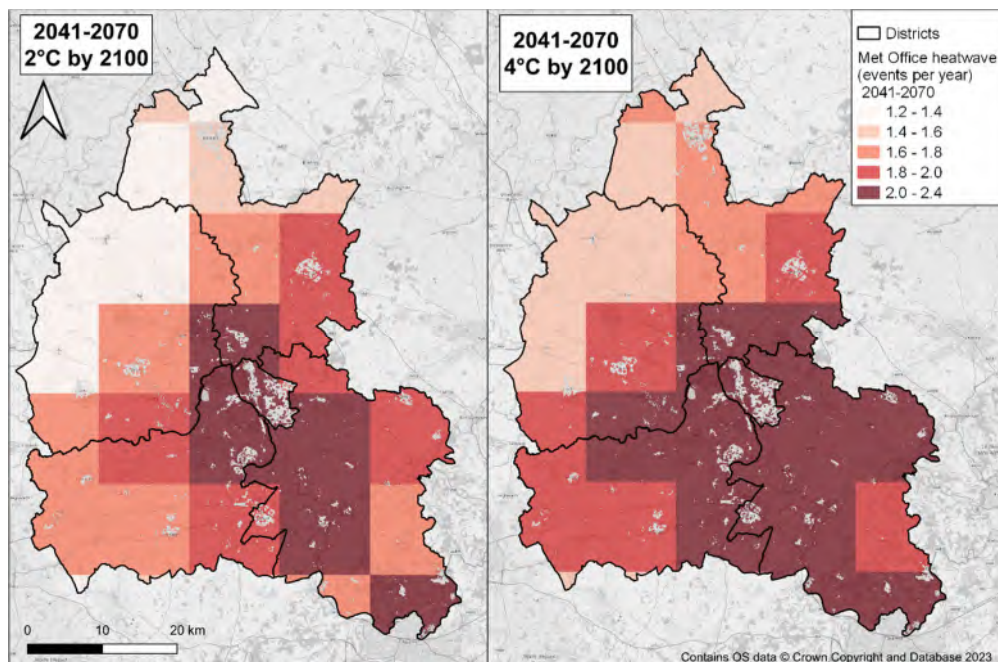 2041-2070
2°C by 2100
2041-2070
4°C by 2100
Districts
Met Office heatwave
(events per year)
2041-2070
1.2 - 1.4
1.4 - 1.6
1.6 - 1.8
1.8 - 2.0
2.0 - 2.4
0 10 20 km
Contains OS data © Crown Copyright and Database 2023